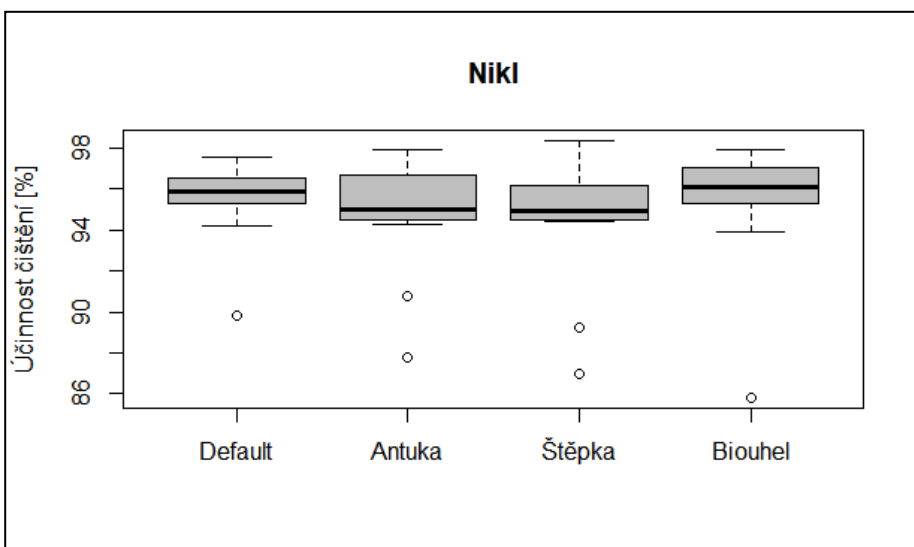 Nikl
Účinnost čištění [%]
98
94
90
86
Default Antuka Štěpka Biouhel